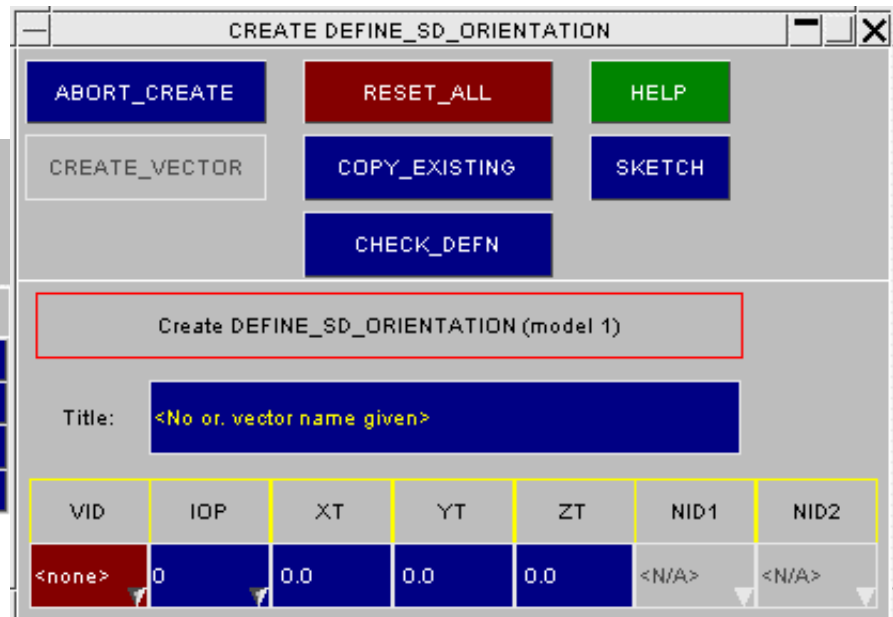 CREATE DEFINE_SD_ORIENTATION
ABORT_CREATE RESET_ALL HELP
CREATE_VECTOR COPY_EXISTING SKETCH
CHECK_DEFN
Create DEFINE_SD_ORIENTATION (model 1)
Title: <No or. vector name given>
VID IOP XT YT ZT NID1 NID2
<none> 0 0.0 0.0 0.0 <N/A> <N/A>